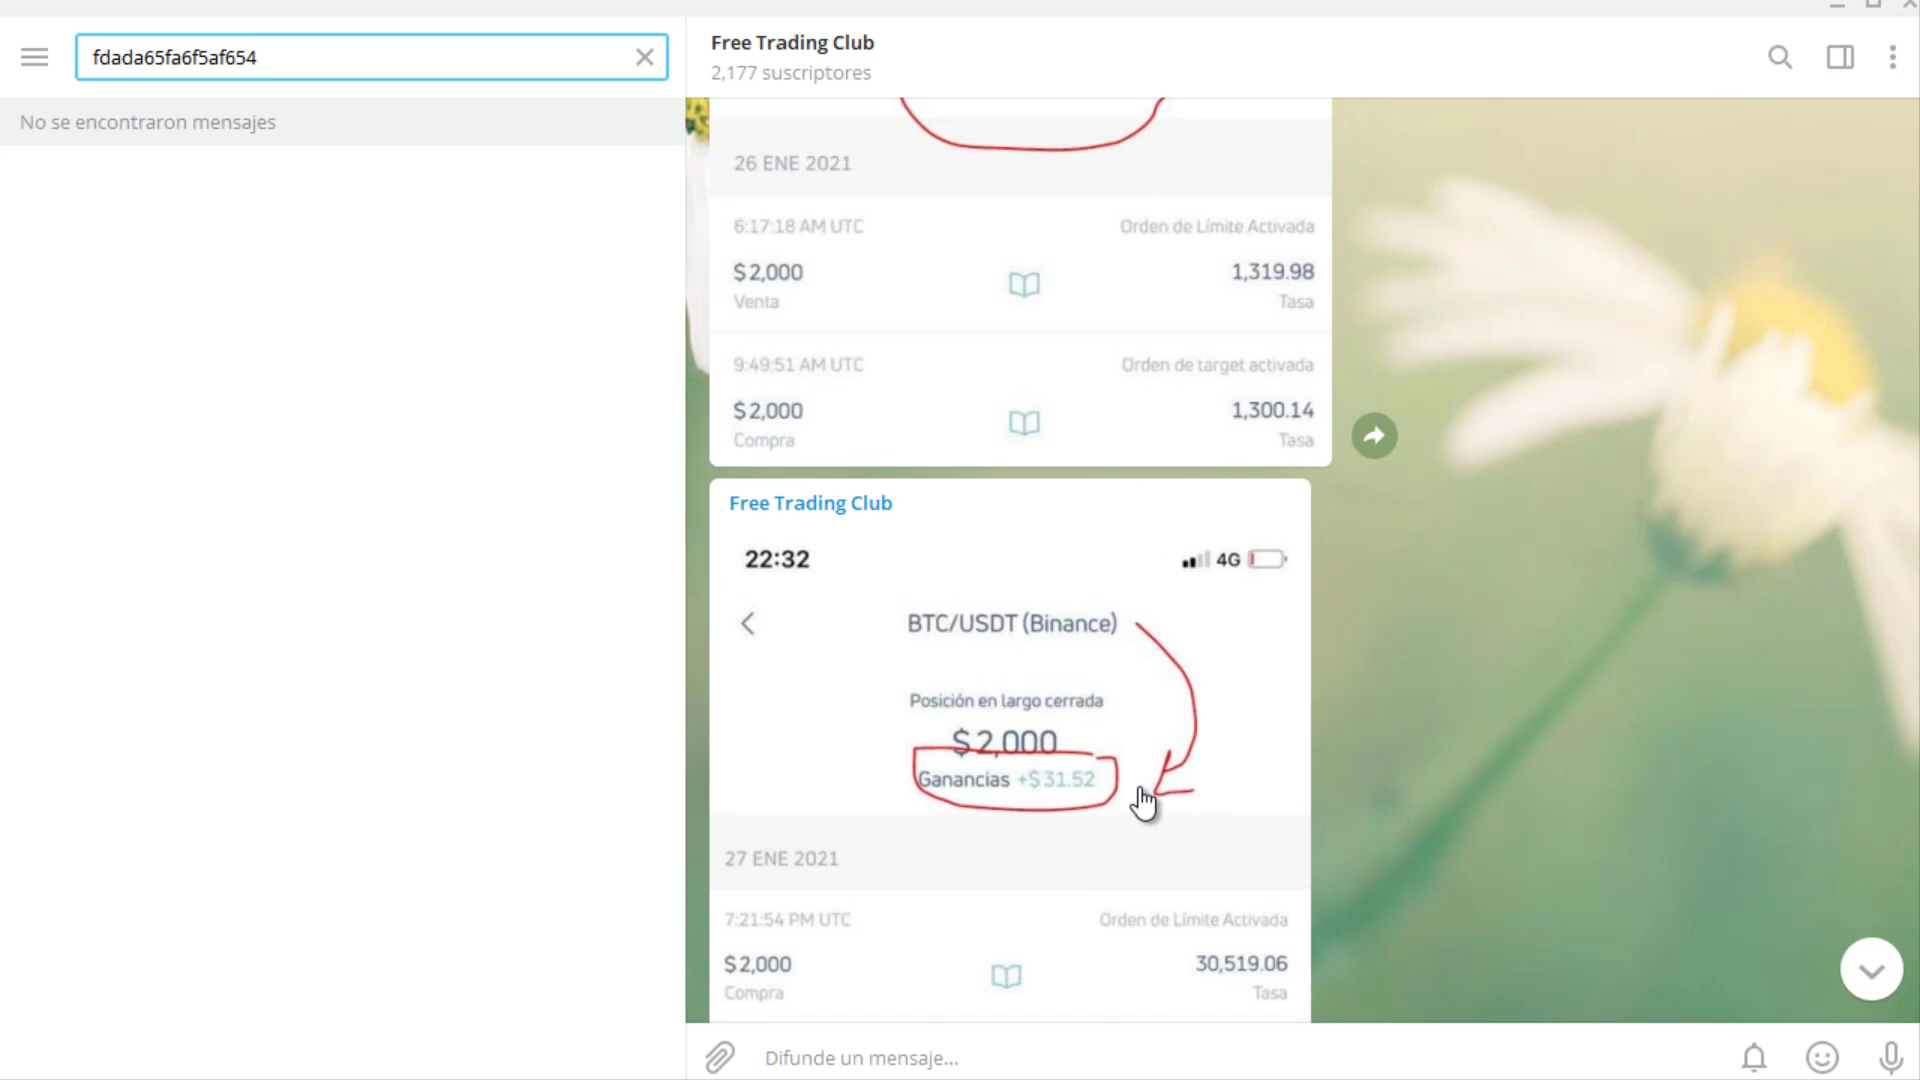 fdada65fa6f5af654
No se encontraron mensajes
Free Trading Club
2,177 suscriptores
26 ENE 2021
6:17:18 AM UTC Orden de Límite Activada
$2,000 1,319.98
Venta Tasa
9:49:51 AM UTC Orden de target activada
$2,000 1,300.14
Compra Tasa
Free Trading Club
22:32 4G
BTC/USDT (Binance)
Posición en largo cerrada
$2,000
Ganancias +$31.52
27 ENE 2021
7:21:54 PM UTC Orden de Límite Activada
$2,000 30,519.06
Compra Tasa
Difunde un mensaje...